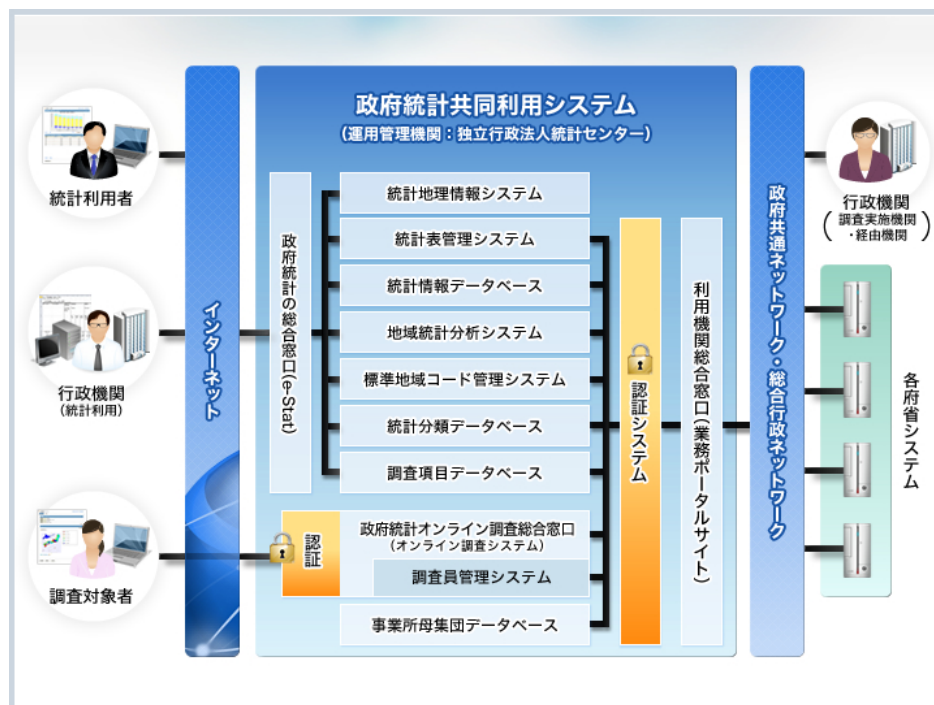 政府統計共同利用システム
（運用管理機関：独立行政法人統計センター）
統計利用者
行政機関
（統計利用）
調査対象者
インターネット
政府統計の総合窓口(e-Stat)
統計地理情報システム
統計表管理システム
統計情報データベース
地域統計分析システム
標準地域コード管理システム
統計分類データベース
調査項目データベース
認証
政府統計オンライン調査総合窓口
（オンライン調査システム）
調査員管理システム
事業所母集団データベース
認証システム
利用機関総合窓口(業務ポータルサイト)
政府共通ネットワーク・総合行政ネットワーク
行政機関
（調査実施機関
・経由機関）
各府省システム